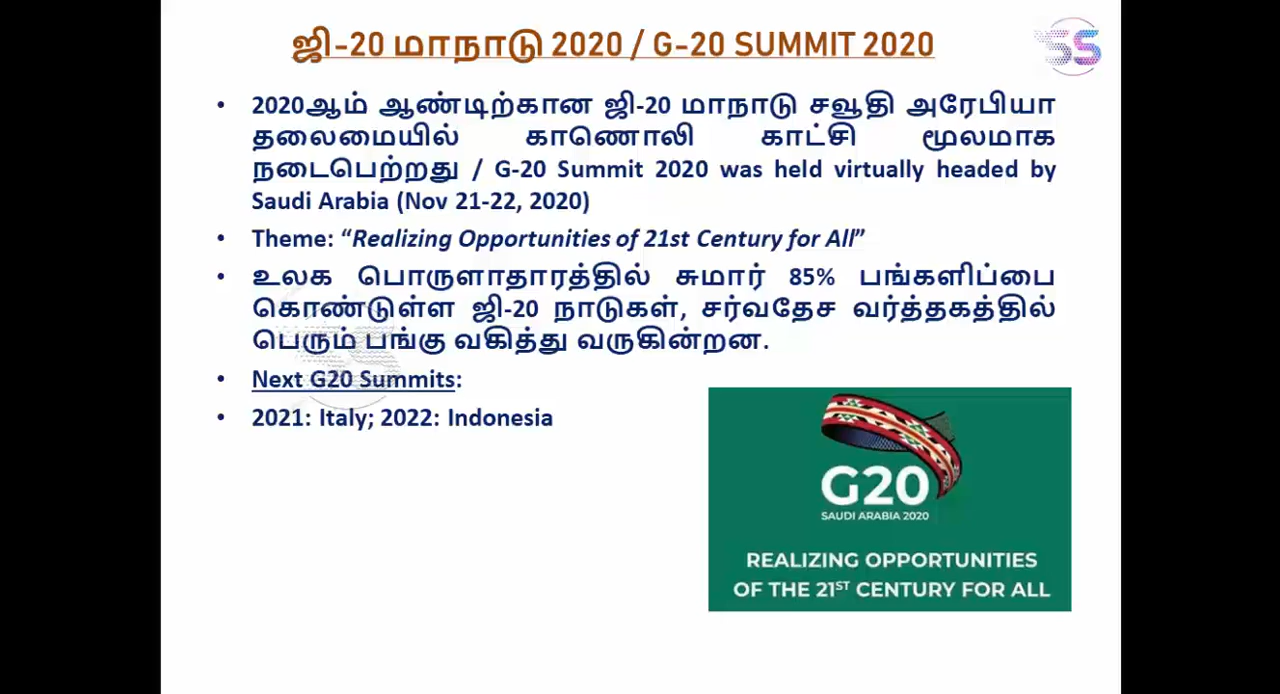 ஜி-20 மாநாடு 2020 / G-20 SUMMIT 2020
SS
• 2020ஆம் ஆண்டிற்கான ஜி-20 மாநாடு சவூதி அரேபியா
தலைமையில் காணொலி காட்சி மூலமாக
நடைபெற்றது / G-20 Summit 2020 was held virtually headed by
Saudi Arabia (Nov 21-22, 2020)
• Theme: “Realizing Opportunities of 21st Century for All”
• உலக பொருளாதாரத்தில் சுமார் 85% பங்களிப்பை
கொண்டுள்ள ஜி-20 நாடுகள், சர்வதேச வர்த்தகத்தில்
பெரும் பங்கு வகித்து வருகின்றன.
• Next G20 Summits:
• 2021: Italy; 2022: Indonesia
G20
SAUDI ARABIA 2020
REALIZING OPPORTUNITIES
OF THE 21ST CENTURY FOR ALL